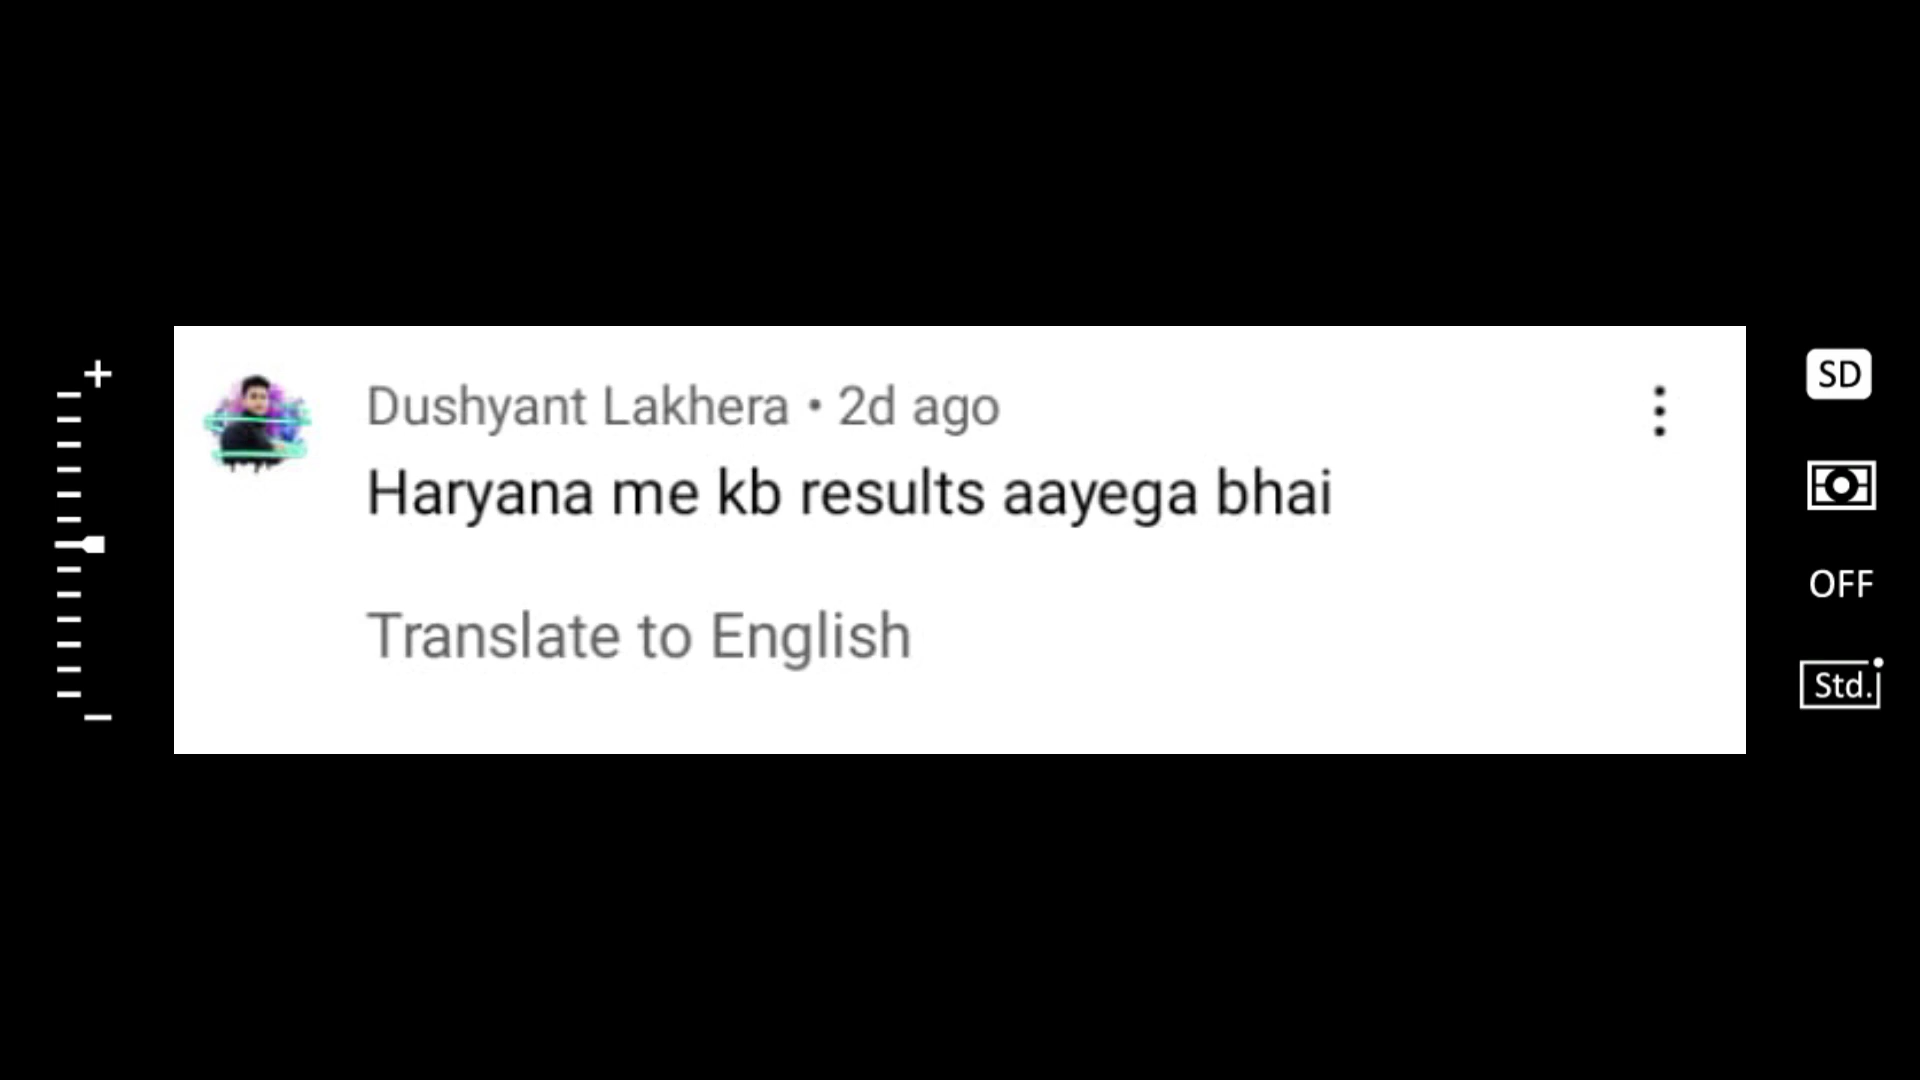 Dushyant Lakhera • 2d ago
Haryana me kb results aayega bhai
Translate to English
SD
OFF
Std.